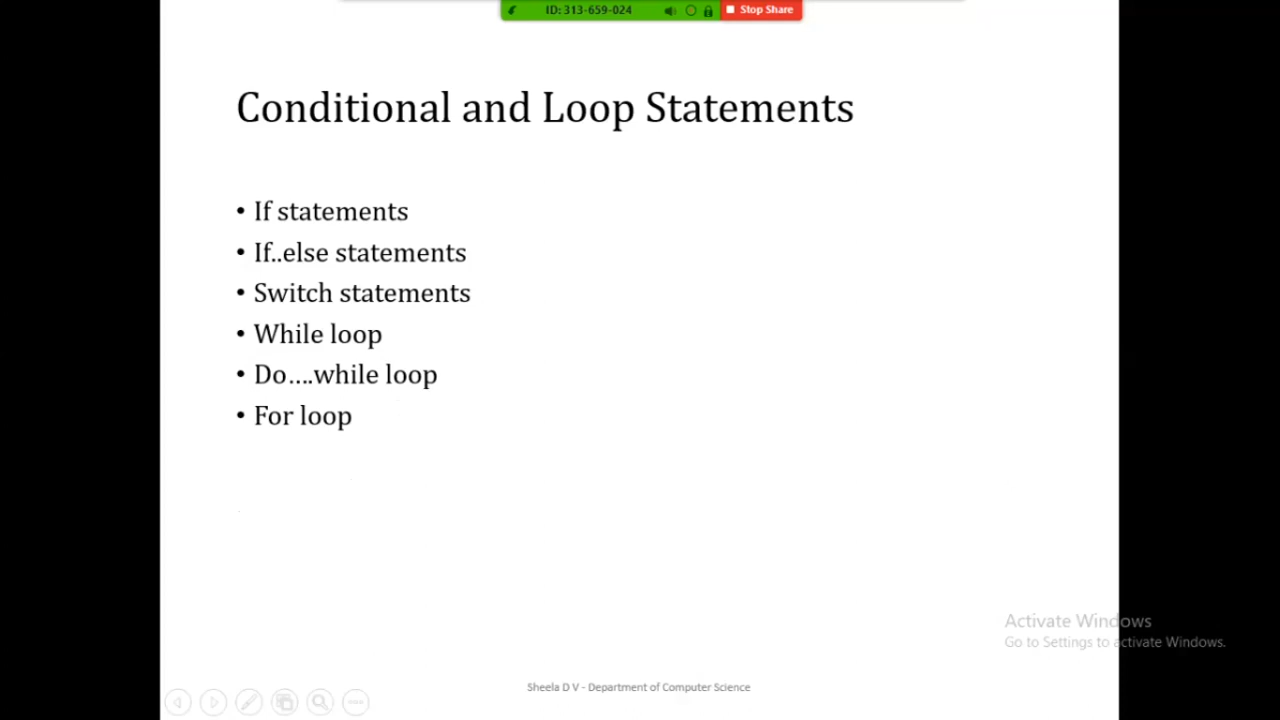 ID: 313-659-024 Stop Share
Conditional and Loop Statements
• If statements
• If..else statements
• Switch statements
• While loop
• Do....while loop
• For loop
Activate Windows
Go to Settings to activate Windows.
Sheela D V - Department of Computer Science